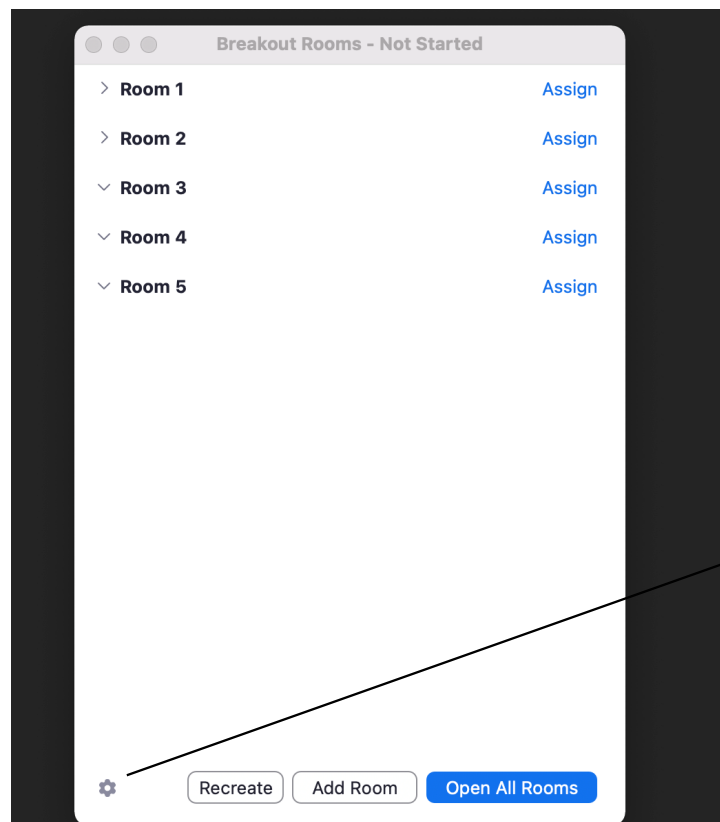 Breakout Rooms - Not Started
Room 1 Assign
Room 2 Assign
Room 3 Assign
Room 4 Assign
Room 5 Assign
Recreate Add Room Open All Rooms